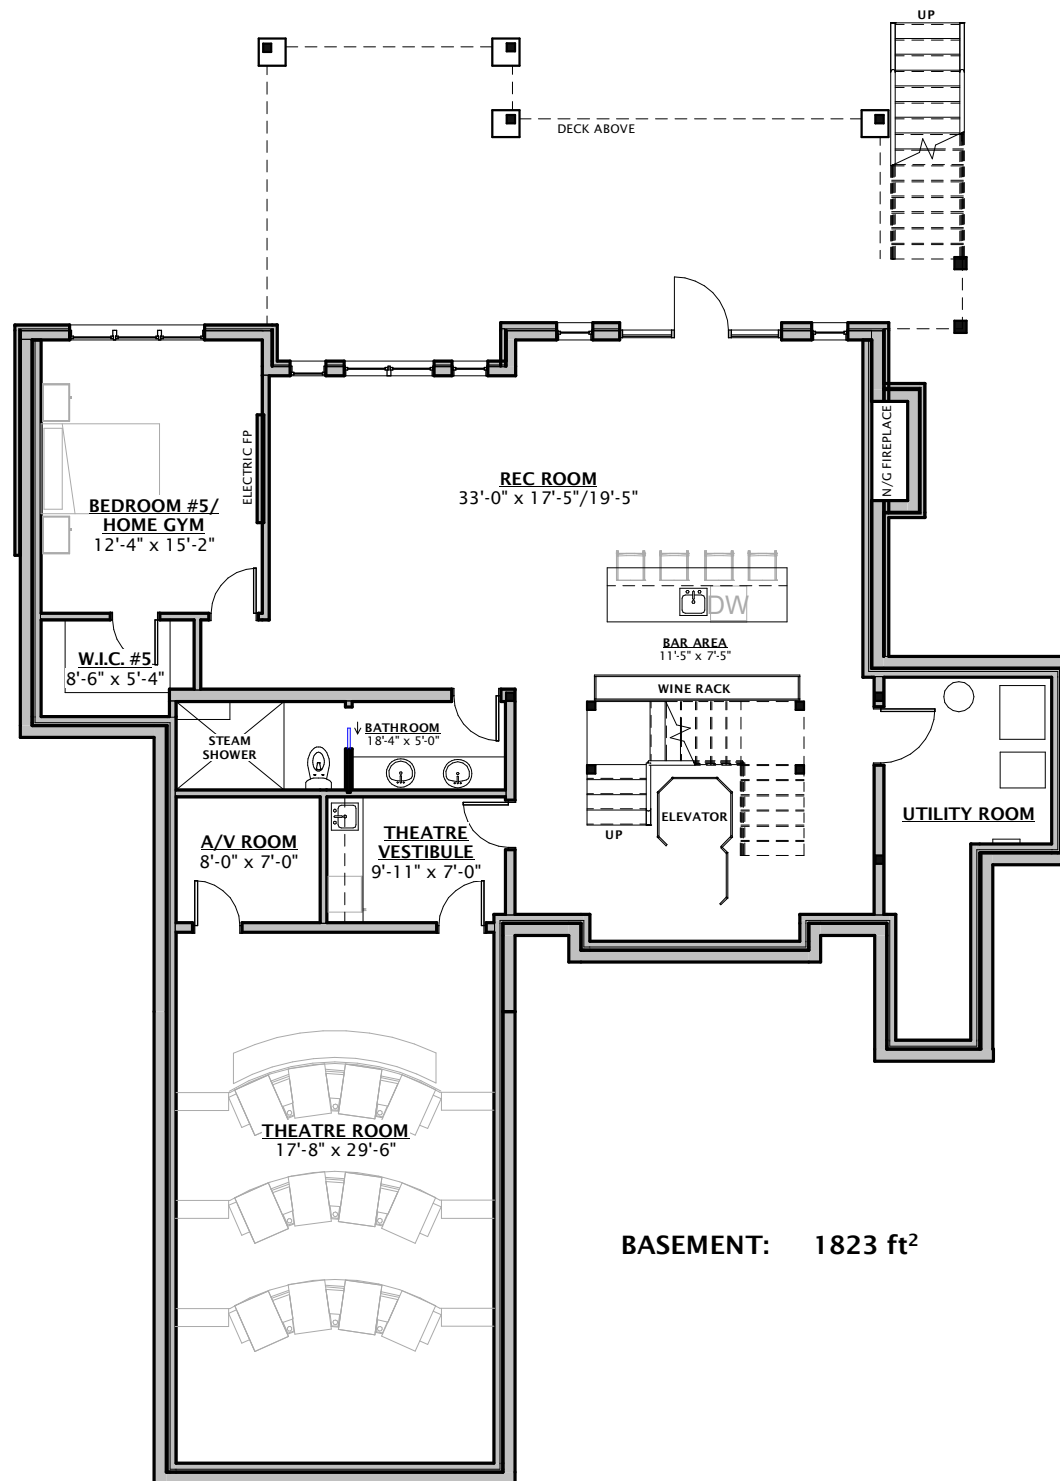 UP
DECK ABOVE
N/G FIREPLACE
ELECTRIC FP
REC ROOM
33'-0" x 17'-5"/19'-5"
BEDROOM #5/
HOME GYM
12'-4" x 15'-2"
DW
BAR AREA
11'-5" x 7'-5"
W.I.C. #5
8'-6" x 5'-4"
WINE RACK
STEAM
SHOWER
BATHROOM
18'-4" x 5'-0"
ELEVATOR
UP
UTILITY ROOM
A/V ROOM
8'-0" x 7'-0"
THEATRE
VESTIBULE
9'-11" x 7'-0"
THEATRE ROOM
17'-8" x 29'-6"
BASEMENT: 1823 ft²